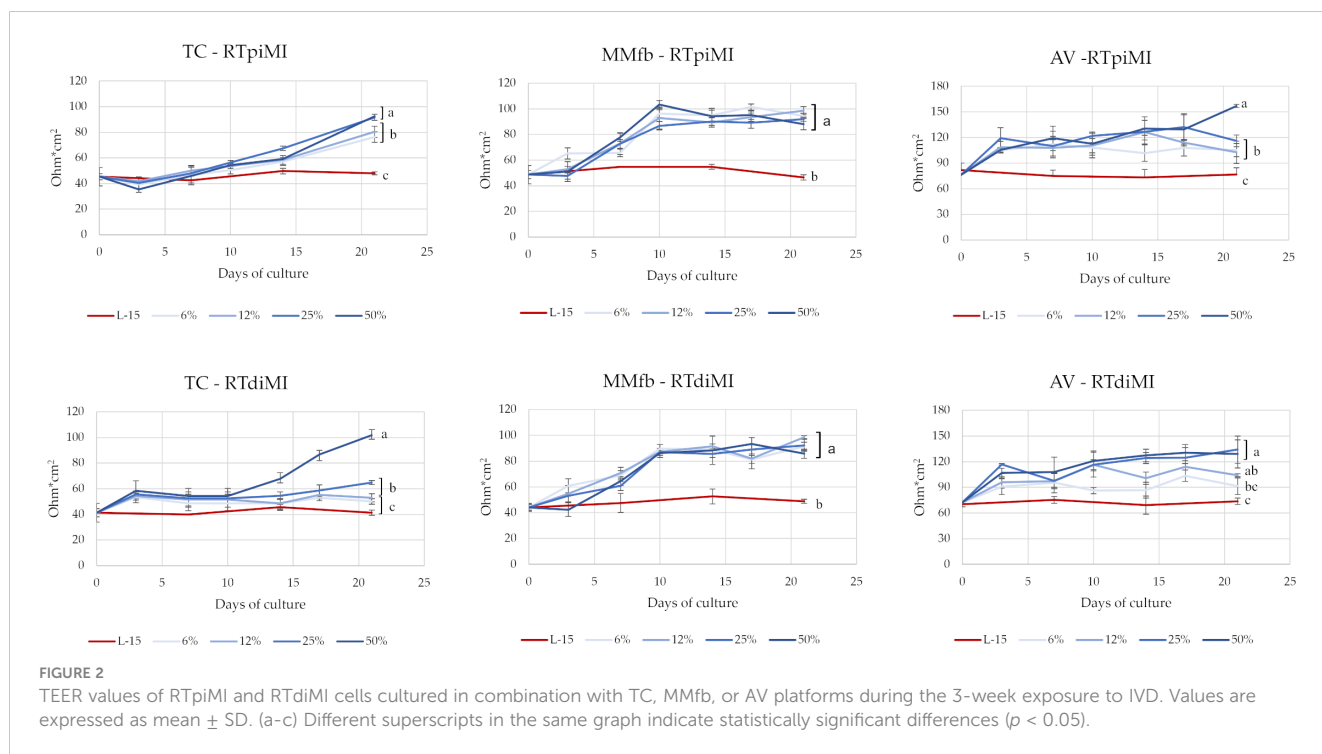 TC - RTpiMI
Ohm*cm²
120
100
80
60
40
20
0
0 5 10 15 20 25
a
b
c
Days of culture
L-15 6% 12% 25% 50%
MMfb - RTpiMI
Ohm*cm²
120
100
80
60
40
20
0
0 5 10 15 20 25
a
b
Days of culture
L-15 6% 12% 25% 50%
AV -RTpiMI
Ohm*cm²
180
150
120
90
60
30
0
0 5 10 15 20 25
a
b
c
Days of culture
L-15 6% 12% 25% 50%
TC - RTdiMI
Ohm*cm²
120
100
80
60
40
20
0
0 5 10 15 20 25
a
b
c
Days of culture
L-15 6% 12% 25% 50%
MMfb - RTdiMI
Ohm*cm²
120
100
80
60
40
20
0
0 5 10 15 20 25
a
b
Days of culture
L-15 6% 12% 25% 50%
AV - RTdiMI
Ohm*cm²
180
150
120
90
60
30
0
0 5 10 15 20 25
a
ab
bc
c
Days of culture
L-15 6% 12% 25% 50%
FIGURE 2
TEER values of RTpiMI and RTdiMI cells cultured in combination with TC, MMfb, or AV platforms during the 3-week exposure to IVD. Values are
expressed as mean ± SD. (a-c) Different superscripts in the same graph indicate statistically significant differences (p < 0.05).